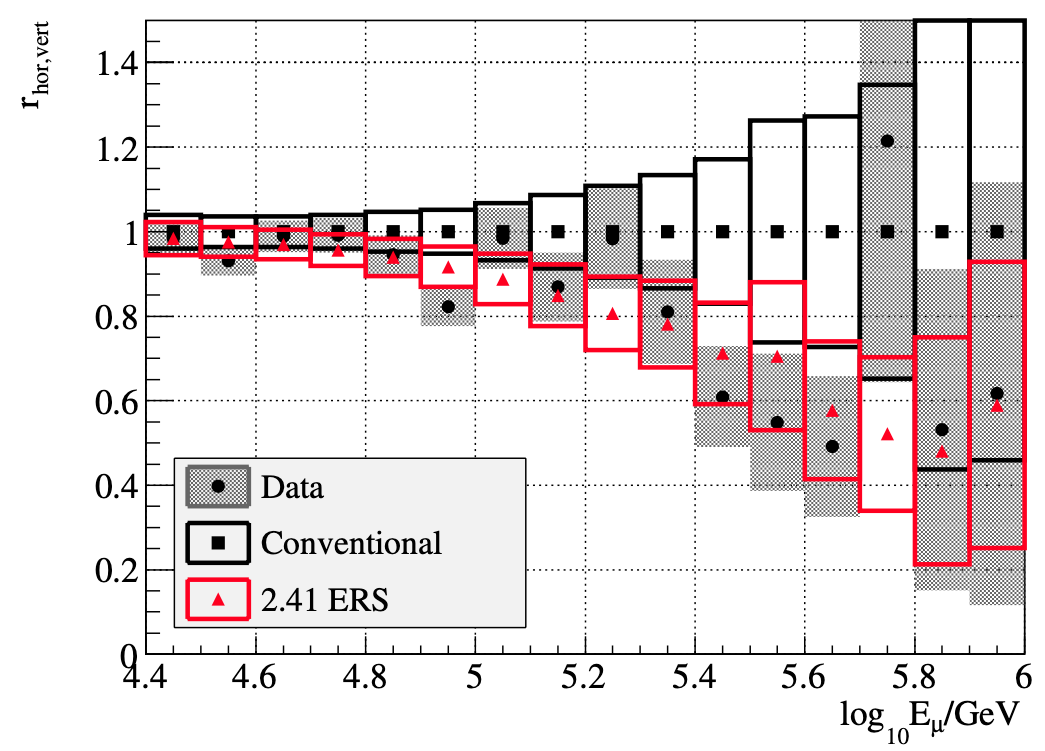 r_hor,vert
1.4
1.2
1
0.8
0.6
0.4
0.2
0
Data
Conventional
2.41 ERS
4.4 4.6 4.8 5 5.2 5.4 5.6 5.8 6
log_10 E_μ/GeV